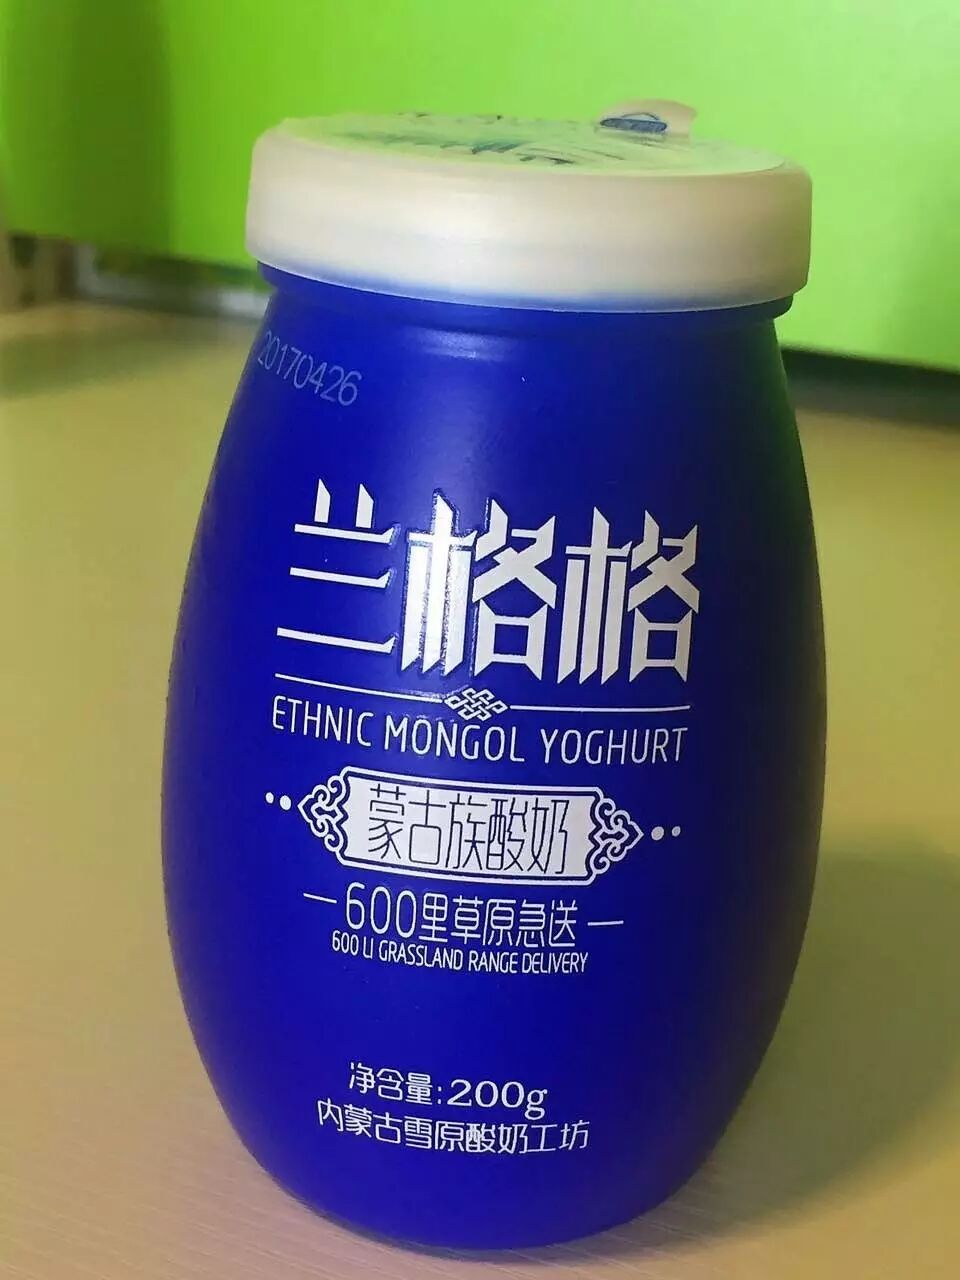 20170426
兰格格
ETHNIC MONGOL YOGHURT
蒙古族酸奶
600里草原急送
600 LI GRASSLAND RANGE DELIVERY
净含量:200g
内蒙古雪原酸奶工坊